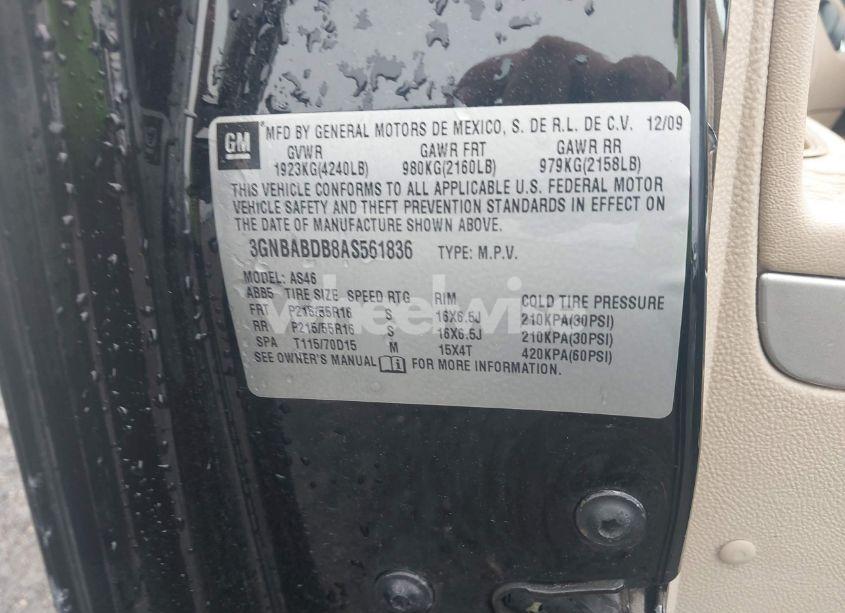 GM ®MFD BY GENERAL MOTORS DE MEXICO, S. DE R.L. DE C.V. 12/09
GVWR GAWR FRT GAWR RR
1923KG(4240LB) 980KG(2160LB) 979KG(2158LB)
THIS VEHICLE CONFORMS TO ALL APPLICABLE U.S. FEDERAL MOTOR
VEHICLE SAFETY AND THEFT PREVENTION STANDARDS IN EFFECT ON
THE DATE OF MANUFACTURE SHOWN ABOVE.
3GNBABDB8AS561836 TYPE: M.P.V.
MODEL: AS46
ABB5 TIRE SIZE SPEED RTG RIM COLD TIRE PRESSURE
FRT P215/55R16 S 16X6.5J 210KPA(30PSI)
RR P215/55R16 S 16X6.5J 210KPA(30PSI)
SPA T115/70D15 M 15X4T 420KPA(60PSI)
SEE OWNER'S MANUAL FOR MORE INFORMATION.